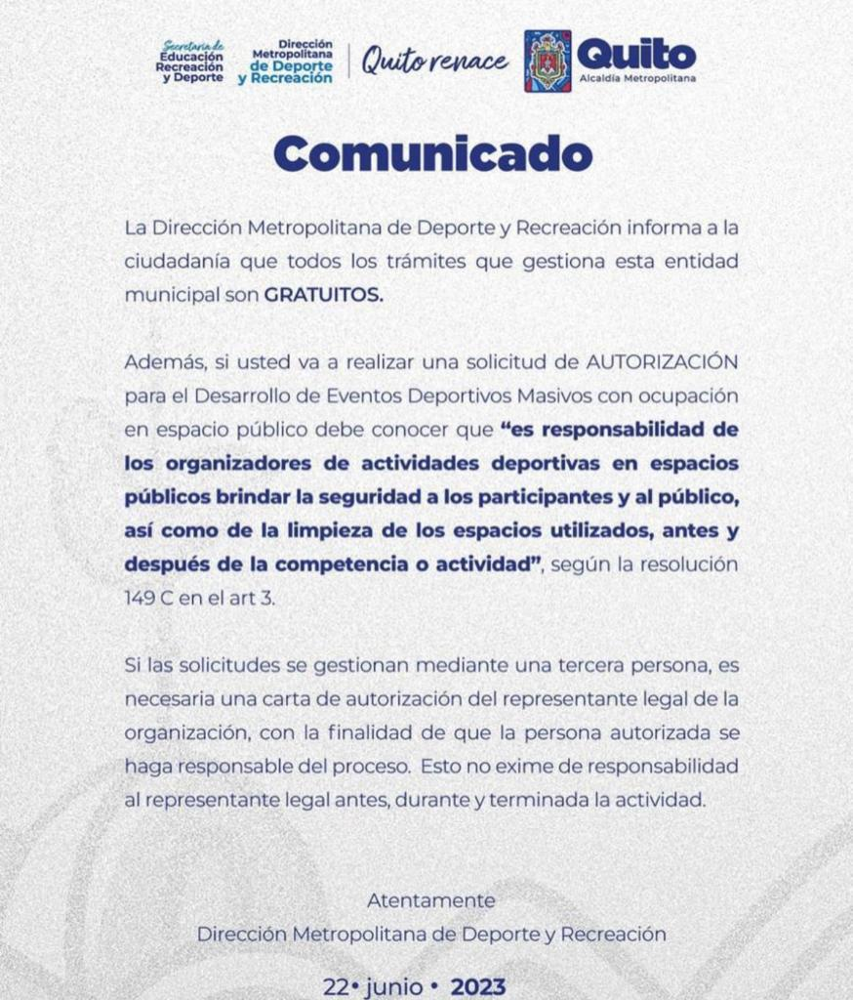 Secretaría de
Educación
Recreación
y Deporte
Dirección
Metropolitana
de Deporte
y Recreación
Quito renace
Quito
Alcaldía Metropolitana
Comunicado
La Dirección Metropolitana de Deporte y Recreación informa a la
ciudadanía que todos los trámites que gestiona esta entidad
municipal son GRATUITOS.
Además, si usted va a realizar una solicitud de AUTORIZACIÓN
para el Desarrollo de Eventos Deportivos Masivos con ocupación
en espacio público debe conocer que “es responsabilidad de
los organizadores de actividades deportivas en espacios
públicos brindar la seguridad a los participantes y al público,
así como de la limpieza de los espacios utilizados, antes y
después de la competencia o actividad”, según la resolución
149 C en el art 3.
Si las solicitudes se gestionan mediante una tercera persona, es
necesaria una carta de autorización del representante legal de la
organización, con la finalidad de que la persona autorizada se
haga responsable del proceso. Esto no exime de responsabilidad
al representante legal antes, durante y terminada la actividad.
Atentamente
Dirección Metropolitana de Deporte y Recreación
22• junio • 2023